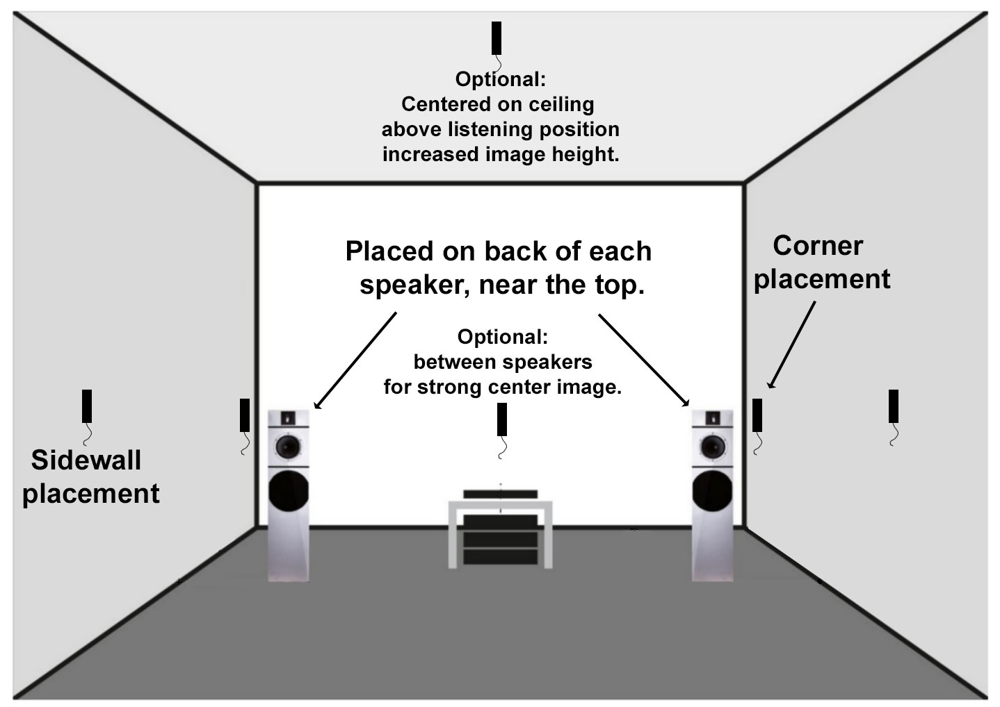 Optional:
Centered on ceiling
above listening position
increased image height.
Placed on back of each
speaker, near the top.
Corner
placement
Optional:
between speakers
for strong center image.
Sidewall
placement